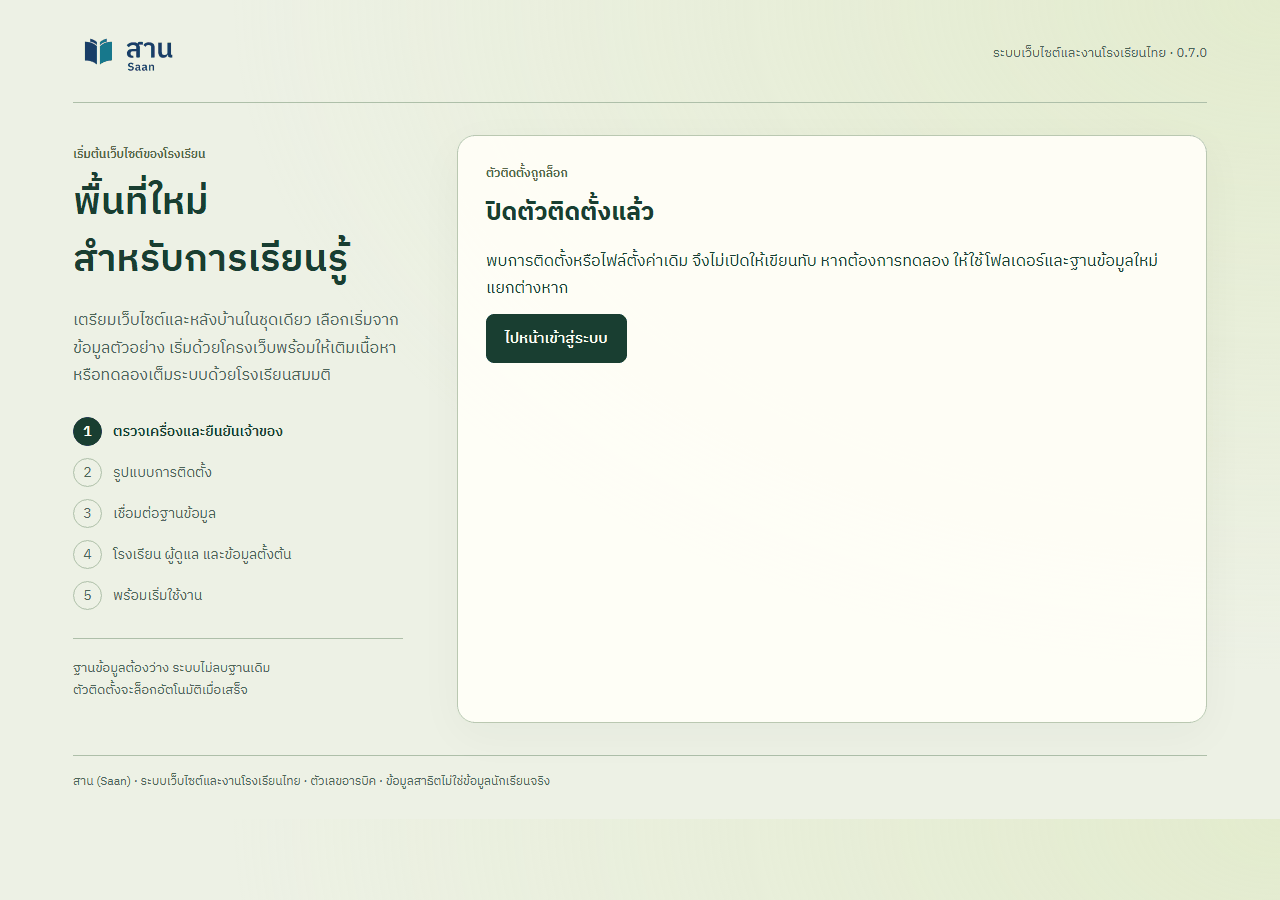 สาน
Saan
ระบบเว็บไซต์และงานโรงเรียนไทย · 0.7.0
เริ่มต้นเว็บไซต์ของโรงเรียน
พื้นที่ใหม่
สำหรับการเรียนรู้
เตรียมเว็บไซต์และหลังบ้านในชุดเดียว เลือกเริ่มจาก
ข้อมูลตัวอย่าง เริ่มด้วยโครงเว็บพร้อมให้เติมเนื้อหา
หรือทดลองเต็มระบบด้วยโรงเรียนสมมติ
1 ตรวจเครื่องและยืนยันเจ้าของ
2 รูปแบบการติดตั้ง
3 เชื่อมต่อฐานข้อมูล
4 โรงเรียน ผู้ดูแล และข้อมูลตั้งต้น
5 พร้อมเริ่มใช้งาน
ฐานข้อมูลต้องว่าง ระบบไม่ลบฐานเดิม
ตัวติดตั้งจะล็อกอัตโนมัติเมื่อเสร็จ
ตัวติดตั้งถูกล็อก
ปิดตัวติดตั้งแล้ว
พบการติดตั้งหรือไฟล์ตั้งค่าเดิม จึงไม่เปิดให้เขียนทับ หากต้องการทดลอง ให้ใช้โฟลเดอร์และฐานข้อมูลใหม่
แยกต่างหาก
ไปหน้าเข้าสู่ระบบ
สาน (Saan) · ระบบเว็บไซต์และงานโรงเรียนไทย · ตัวเลขอารบิค · ข้อมูลสาธิตไม่ใช่ข้อมูลนักเรียนจริง